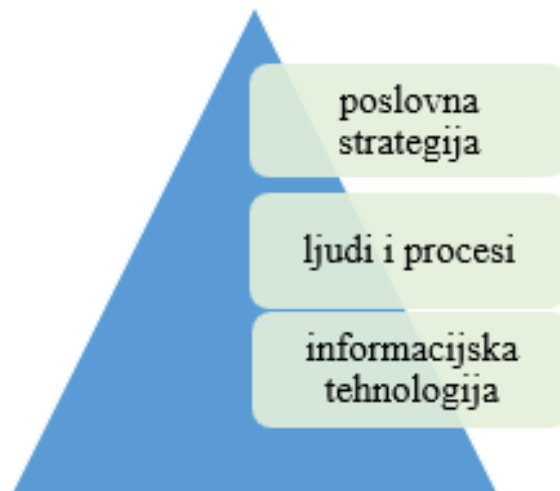 poslovna
strategija
ljudi i procesi
informacijska
tehnologija